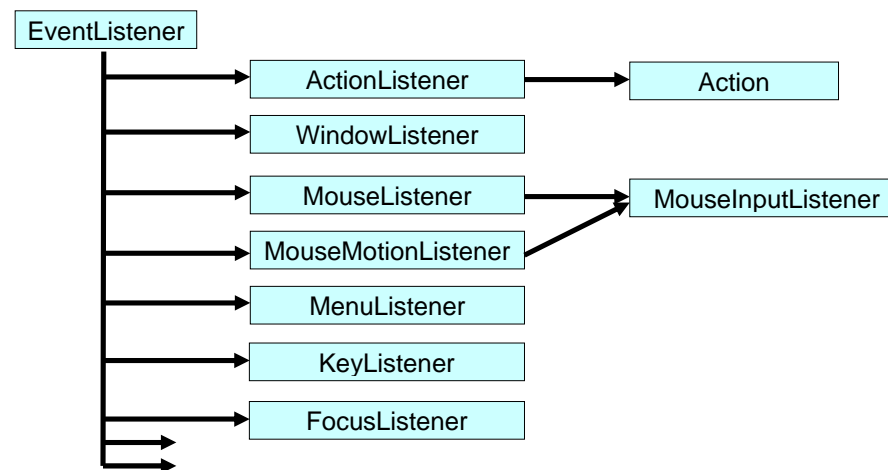 EventListener
ActionListener
Action
WindowListener
MouseListener
MouseInputListener
MouseMotionListener
MenuListener
KeyListener
FocusListener